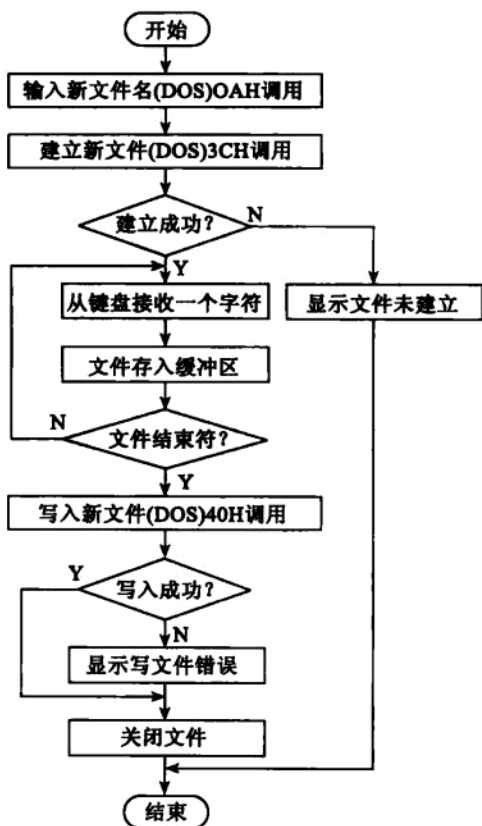 开始
输入新文件名(DOS)OAH调用
建立新文件(DOS)3CH调用
建立成功?
N
Y
从键盘接收一个字符
显示文件未建立
文件存入缓冲区
N
文件结束符?
Y
写入新文件(DOS)40H调用
Y
写入成功?
N
显示写文件错误
关闭文件
结束